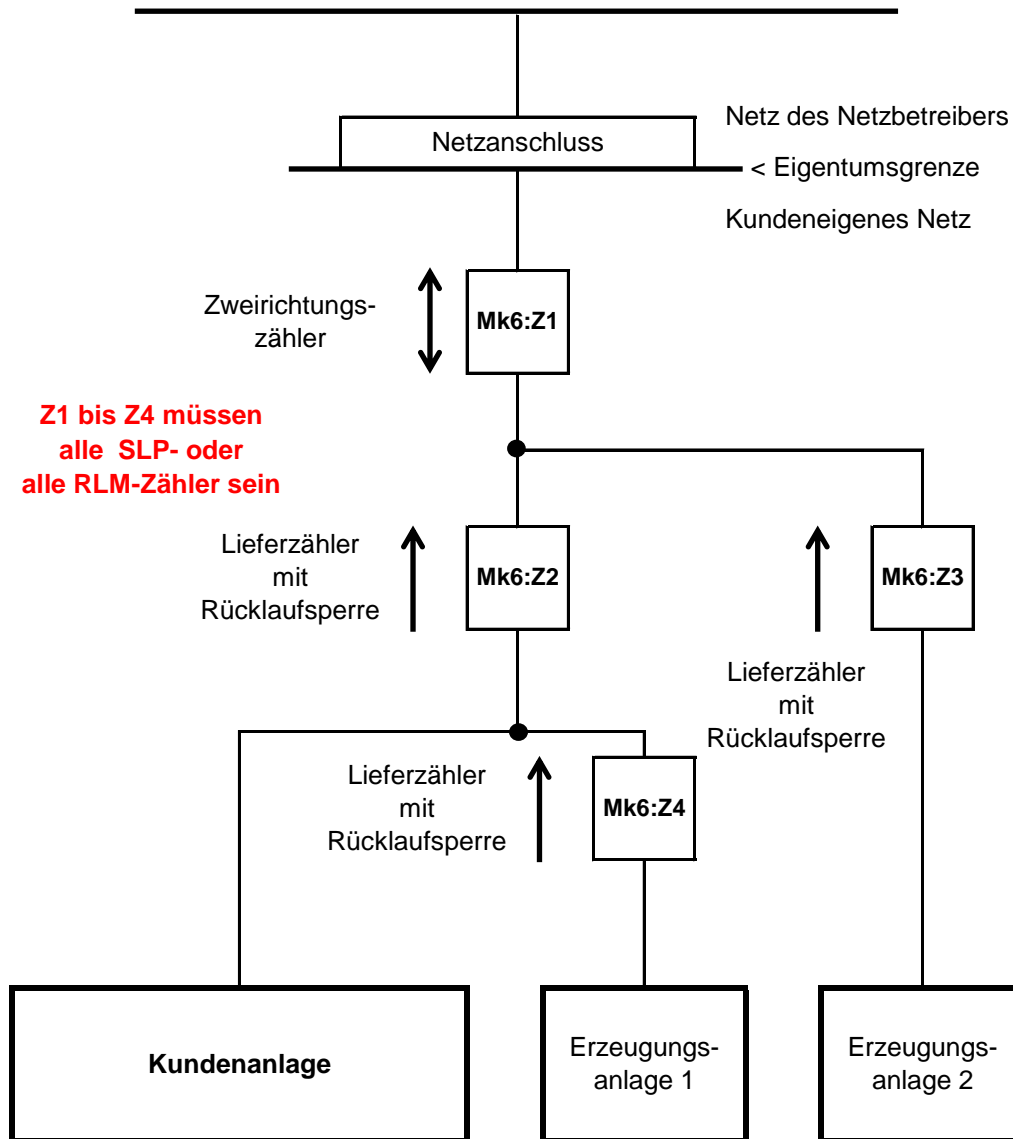 Netz des Netzbetreibers
Netzanschluss
< Eigentumsgrenze
Kundeneigenes Netz
Zweirichtungs-
zähler
Mk6:Z1
Z1 bis Z4 müssen
alle SLP- oder
alle RLM-Zähler sein
Lieferzähler
mit
Rücklaufsperre
Mk6:Z2
Mk6:Z3
Lieferzähler
mit
Rücklaufsperre
Lieferzähler
mit
Rücklaufsperre
Mk6:Z4
Kundenanlage
Erzeugungs-
anlage 1
Erzeugungs-
anlage 2